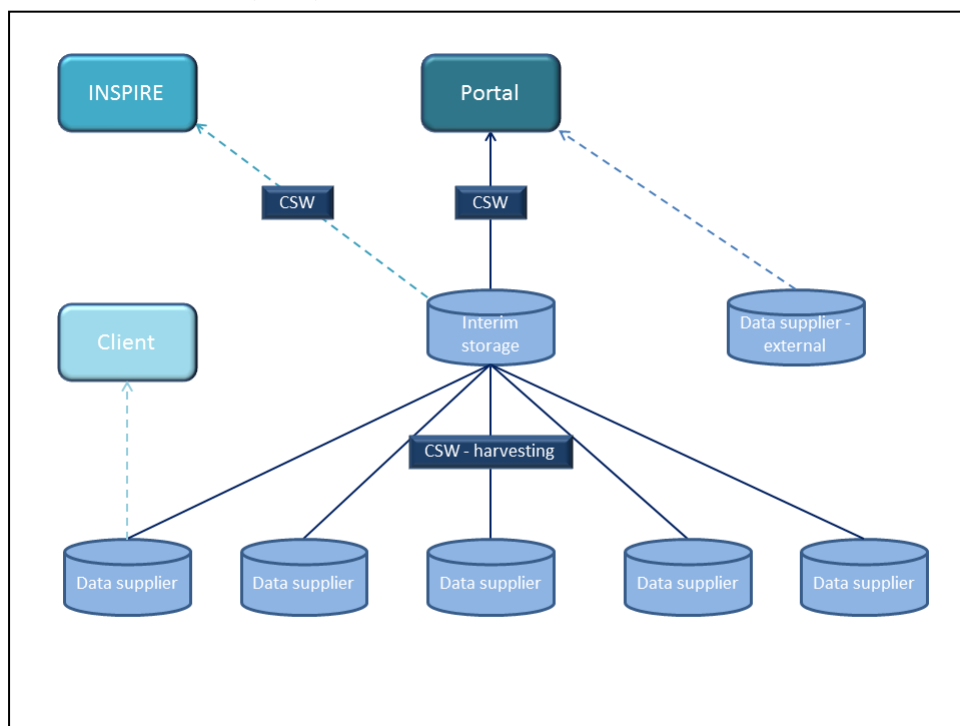 INSPIRE
Portal
CSW
CSW
Client
Interim
storage
Data supplier -
external
CSW - harvesting
Data supplier
Data supplier
Data supplier
Data supplier
Data supplier